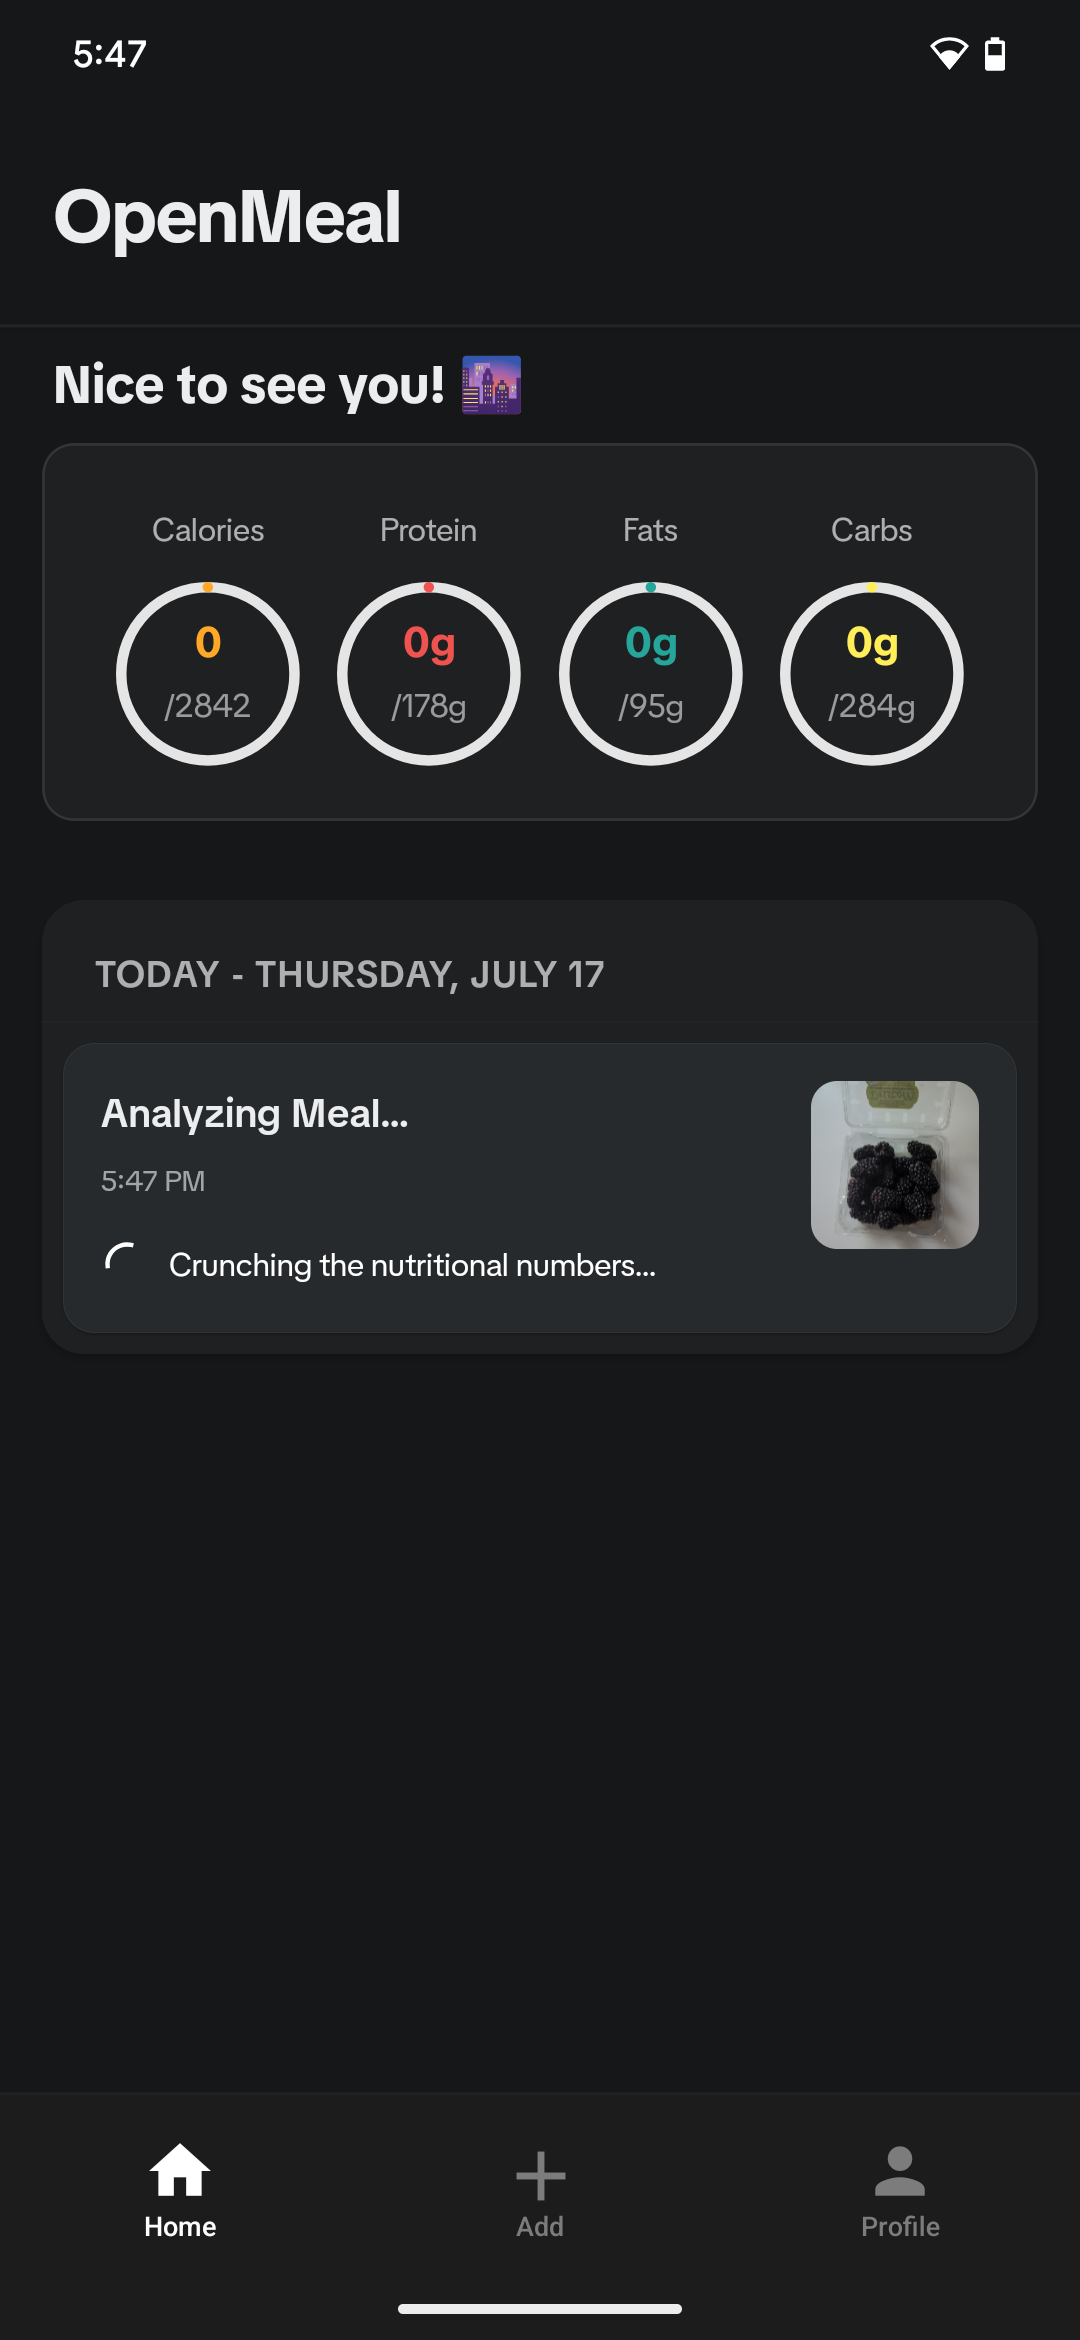 5:47
OpenMeal
Nice to see you!
Calories Protein Fats Carbs
0 0g 0g 0g
/2842 /178g /95g /284g
TODAY - THURSDAY, JULY 17
Analyzing Meal...
5:47 PM
Crunching the nutritional numbers...
Home Add Profile